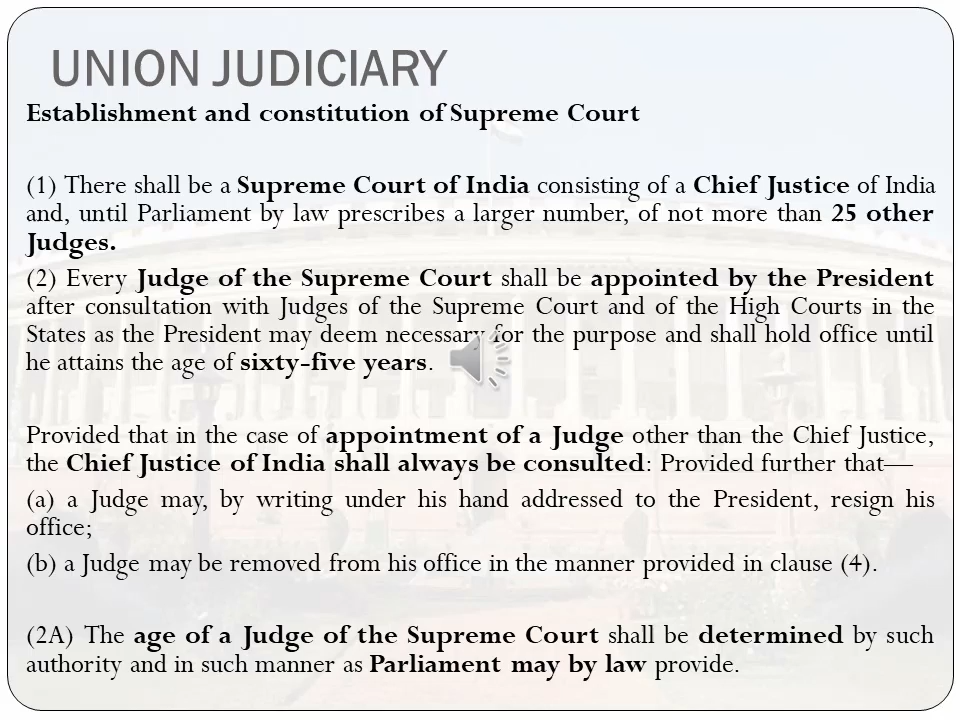 UNION JUDICIARY
Establishment and constitution of Supreme Court
(1) There shall be a Supreme Court of India consisting of a Chief Justice of India
and, until Parliament by law prescribes a larger number, of not more than 25 other
Judges.
(2) Every Judge of the Supreme Court shall be appointed by the President
after consultation with Judges of the Supreme Court and of the High Courts in the
States as the President may deem necessary for the purpose and shall hold office until
he attains the age of sixty-five years.
Provided that in the case of appointment of a Judge other than the Chief Justice,
the Chief Justice of India shall always be consulted: Provided further that—
(a) a Judge may, by writing under his hand addressed to the President, resign his
office;
(b) a Judge may be removed from his office in the manner provided in clause (4).
(2A) The age of a Judge of the Supreme Court shall be determined by such
authority and in such manner as Parliament may by law provide.